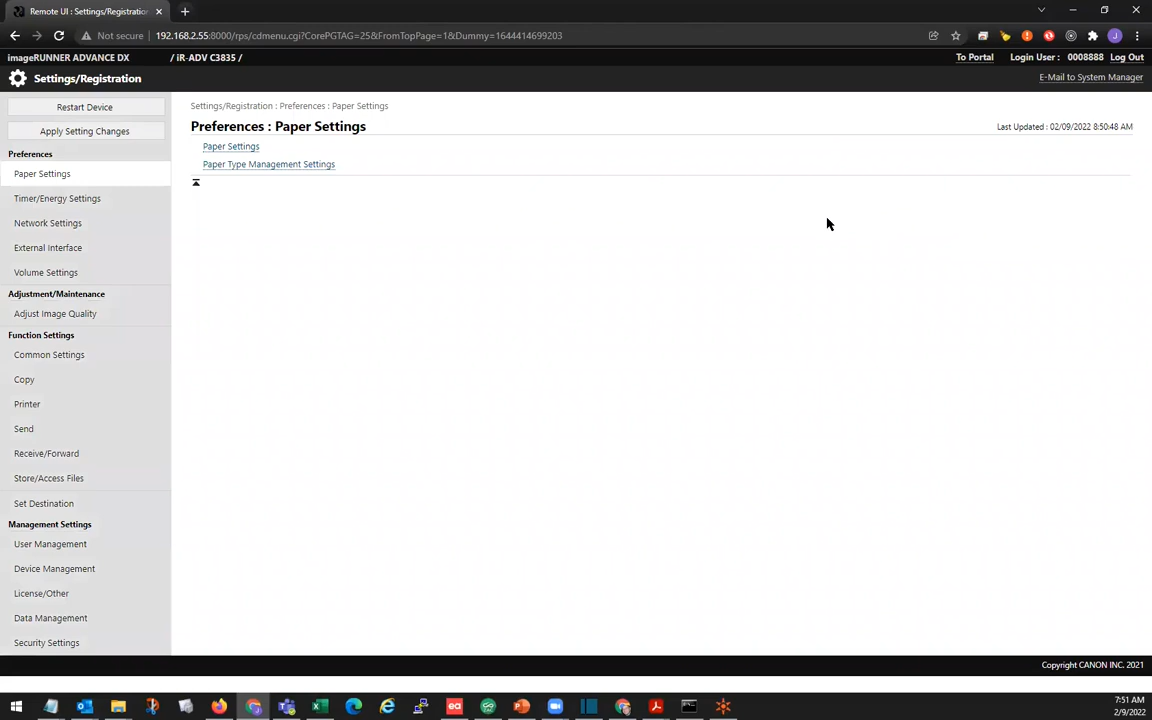 Remote UI : Settings/Registration
Not secure
192.168.2.55:8000/rps/cdmenu.cgi?CorePGTAG=25&FromTopPage=1&Dummy=1644414699203
J
imageRUNNER ADVANCE DX / iR-ADV C3835 /
To Portal Login User : 0008888 Log Out
Settings/Registration
E-Mail to System Manager
Restart Device
Apply Setting Changes
Preferences
Paper Settings
Timer/Energy Settings
Network Settings
External Interface
Volume Settings
Adjustment/Maintenance
Adjust Image Quality
Function Settings
Common Settings
Copy
Printer
Send
Receive/Forward
Store/Access Files
Set Destination
Management Settings
User Management
Device Management
License/Other
Data Management
Security Settings
Settings/Registration : Preferences : Paper Settings
Preferences : Paper Settings
Last Updated : 02/09/2022 8:50:48 AM
Paper Settings
Paper Type Management Settings
Copyright CANON INC. 2021
ea
7:51 AM
2/9/2022